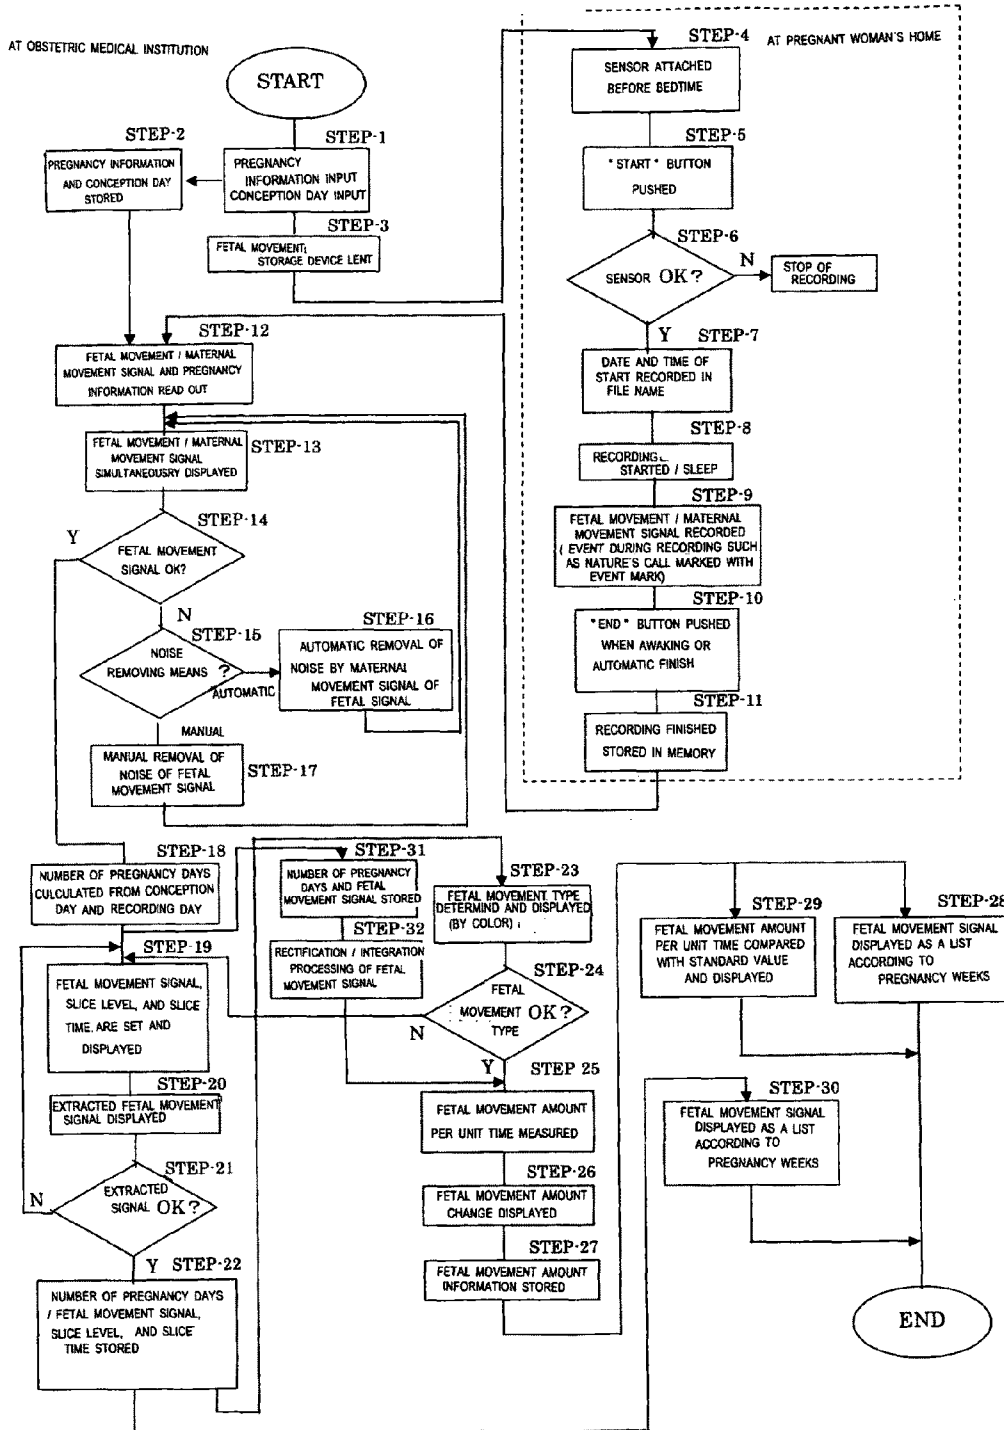 AT OBSTETRIC MEDICAL INSTITUTION
START
STEP-1
PREGNANCY
INFORMATION INPUT
CONCEPTION DAY INPUT
STEP-2
PREGNANCY INFORMATION
AND CONCEPTION DAY
STORED
STEP-3
FETAL MOVEMENT
STORAGE DEVICE LENT
AT PREGNANT WOMAN'S HOME
STEP-4
SENSOR ATTACHED
BEFORE BEDTIME
STEP-5
"START" BUTTON
PUSHED
STEP-6
SENSOR OK?
N
STOP OF
RECORDING
Y
STEP-7
DATE AND TIME OF
START RECORDED IN
FILE NAME
STEP-8
RECORDING
STARTED / SLEEP
STEP-9
FETAL MOVEMENT / MATERNAL
MOVEMENT SIGNAL RECORDED
( EVENT DURING RECORDING SUCH
AS NATURE'S CALL MARKED WITH
EVENT MARK)
STEP-10
"END" BUTTON PUSHED
WHEN AWAKING OR
AUTOMATIC FINISH
STEP-11
RECORDING FINISHED
STORED IN MEMORY
STEP-12
FETAL MOVEMENT / MATERNAL
MOVEMENT SIGNAL AND PREGNANCY
INFORMATION READ OUT
STEP-13
FETAL MOVEMENT / MATERNAL
MOVEMENT SIGNAL
SIMULTANEOUSRY DISPLAYED
STEP-14
Y
FETAL MOVEMENT
SIGNAL OK?
N
STEP-15
NOISE
REMOVING MEANS ?
AUTOMATIC
STEP-16
AUTOMATIC REMOVAL OF
NOISE BY MATERNAL
MOVEMENT SIGNAL OF
FETAL SIGNAL
MANUAL
STEP-17
MANUAL REMOVAL OF
NOISE OF FETAL
MOVEMENT SIGNAL
STEP-18
NUMBER OF PREGNANCY DAYS
CULCULATED FROM CONCEPTION
DAY AND RECORDING DAY
STEP-19
FETAL MOVEMENT SIGNAL,
SLICE LEVEL, AND SLICE
TIME ARE SET AND
DISPLAYED
STEP-20
EXTRACTED FETAL MOVEMENT
SIGNAL DISPLAYED
STEP-21
EXTRACTED
SIGNAL OK?
N
Y
STEP-22
NUMBER OF PREGNANCY DAYS
/ FETAL MOVEMENT SIGNAL,
SLICE LEVEL, AND SLICE
TIME STORED
STEP-31
NUMBER OF PREGNANCY
DAYS AND FETAL
MOVEMENT SIGNAL STORED
STEP-32
RECTIFICATION / INTEGRATION
PROCESSING OF FETAL
MOVEMENT SIGNAL
STEP-23
FETAL MOVEMENT TYPE
DETERMIND AND DISPLAYED
(BY COLOR)
STEP-24
FETAL
MOVEMENT OK?
TYPE
N
Y
STEP 25
FETAL MOVEMENT AMOUNT
PER UNIT TIME MEASURED
STEP-26
FETAL MOVEMENT AMOUNT
CHANGE DISPLAYED
STEP-27
FETAL MOVEMENT AMOUNT
INFORMATION STORED
STEP-29
FETAL MOVEMENT AMOUNT
PER UNIT TIME COMPARED
WITH STANDARD VALUE
AND DISPLAYED
STEP-28
FETAL MOVEMENT SIGNAL
DISPLAYED AS A LIST
ACCORDING TO
PREGNANCY WEEKS
STEP-30
FETAL MOVEMENT SIGNAL
DISPLAYED AS A LIST
ACCORDING TO
PREGNANCY WEEKS
END